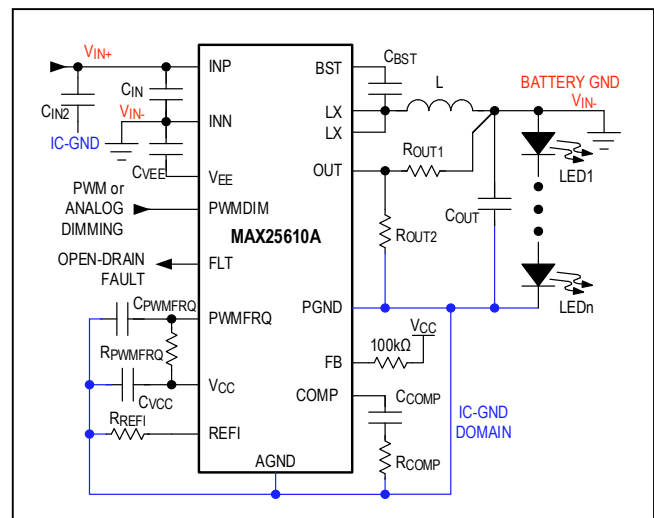 VIN+
CIN2
IC-GND
CIN
VIN-
CVEE
PWM or
ANALOG
DIMMING
OPEN-DRAIN
FAULT
CPWMFRQ
RPWMFRQ
CVCC
RREFI
INP
INN
VEE
PWMDIM
FLT
PWMFRQ
VCC
REFI
AGND
MAX25610A
BST
LX
LX
OUT
PGND
FB
COMP
CBST
L
ROUT1
ROUT2
COUT
BATTERY GND
VIN-
LED1
LEDn
VCC
100kΩ
CCOMP
RCOMP
IC-GND
DOMAIN